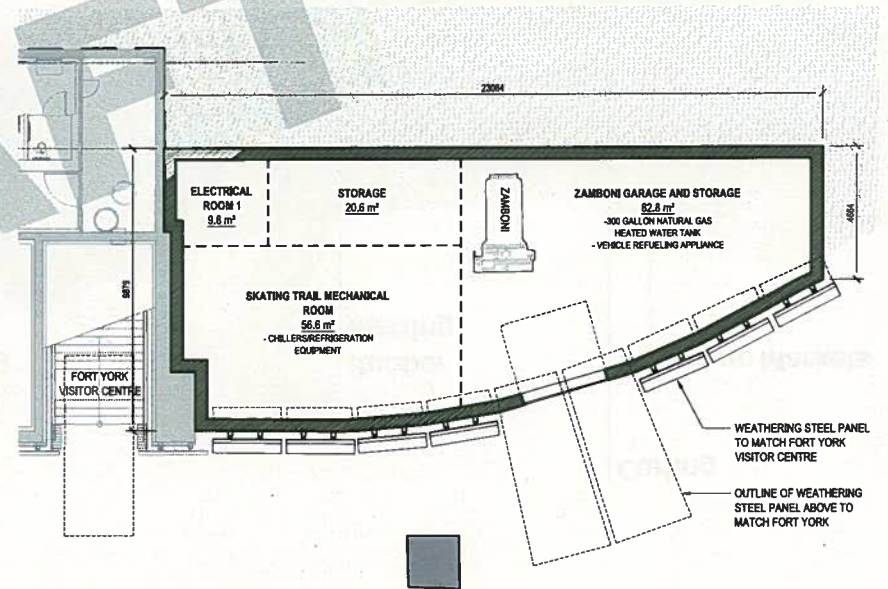 AFT
23084
ELECTRICAL
ROOM 1
9.8 m²
STORAGE
20.6 m²
ZAMBONI
ZAMBONI GARAGE AND STORAGE
82.8 m²
-300 GALLON NATURAL GAS
HEATED WATER TANK
- VEHICLE REFUELING APPLIANCE
4664
9879
SKATING TRAIL MECHANICAL
ROOM
56.6 m²
- CHILLERS/REFRIGERATION
EQUIPMENT
FORT YORK
VISITOR CENTRE
WEATHERING STEEL PANEL
TO MATCH FORT YORK
VISITOR CENTRE
OUTLINE OF WEATHERING
STEEL PANEL ABOVE TO
MATCH FORT YORK